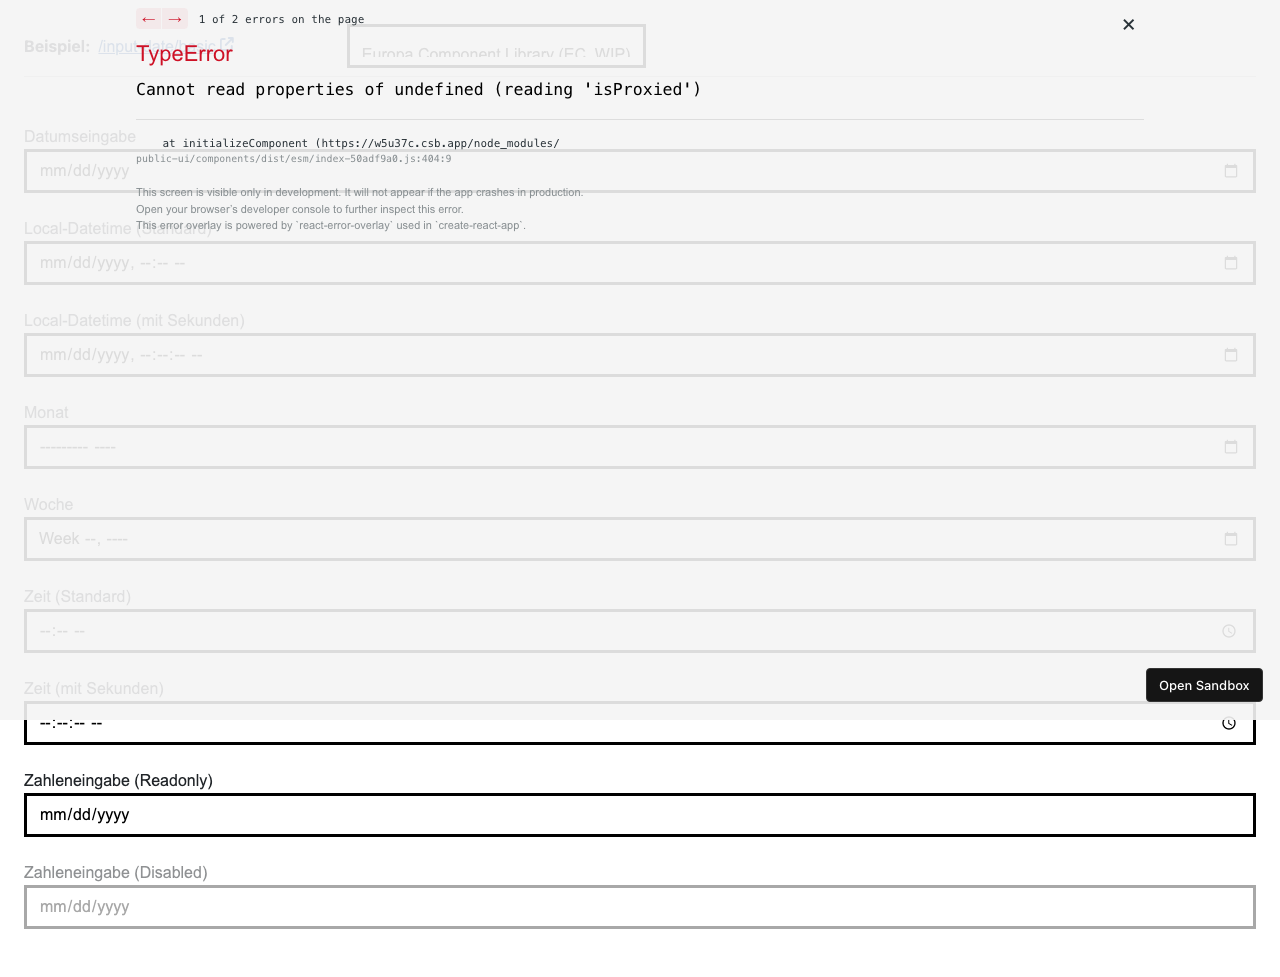 ← → 1 of 2 errors on the page ✕
Beispiel: /input-date/basic
Europa Component Library (EC, WIP)
TypeError
Cannot read properties of undefined (reading 'isProxied')
at initializeComponent (https://w5u37c.csb.app/node_modules/
public-ui/components/dist/esm/index-50adf9a0.js:404:9
Datumseingabe
mm/dd/yyyy
This screen is visible only in development. It will not appear if the app crashes in production.
Open your browser’s developer console to further inspect this error.
This error overlay is powered by `react-error-overlay` used in `create-react-app`.
Local-Datetime (Standard)
mm/dd/yyyy, --:-- --
Local-Datetime (mit Sekunden)
mm/dd/yyyy, --:--:-- --
Monat
--------- ----
Woche
Week --, ----
Zeit (Standard)
--:-- --
Zeit (mit Sekunden)
Open Sandbox
--:--:-- --
Zahleneingabe (Readonly)
mm/dd/yyyy
Zahleneingabe (Disabled)
mm/dd/yyyy